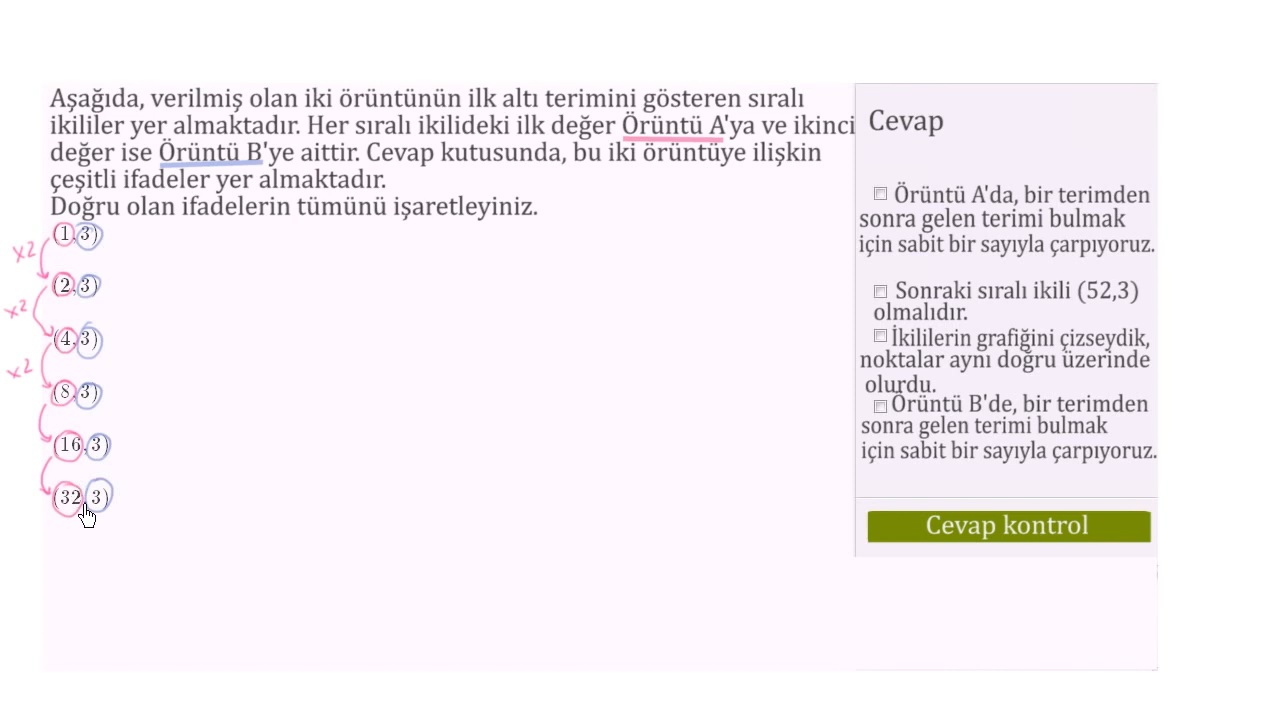 Aşağıda, verilmiş olan iki örüntünün ilk altı terimini gösteren sıralı
ikililer yer almaktadır. Her sıralı ikilideki ilk değer Örüntü A'ya ve ikinci
değer ise Örüntü B'ye aittir. Cevap kutusunda, bu iki örüntüye ilişkin
çeşitli ifadeler yer almaktadır.
Doğru olan ifadelerin tümünü işaretleyiniz.
(1,3)
x2
(2,3)
x2
(4,3)
x2
(8,3)
(16,3)
(32,3)
Cevap
Örüntü A'da, bir terimden
sonra gelen terimi bulmak
için sabit bir sayıyla çarpıyoruz.
Sonraki sıralı ikili (52,3)
olmalıdır.
İkililerin grafiğini çizseydik,
noktalar aynı doğru üzerinde
olurdu.
Örüntü B'de, bir terimden
sonra gelen terimi bulmak
için sabit bir sayıyla çarpıyoruz.
Cevap kontrol